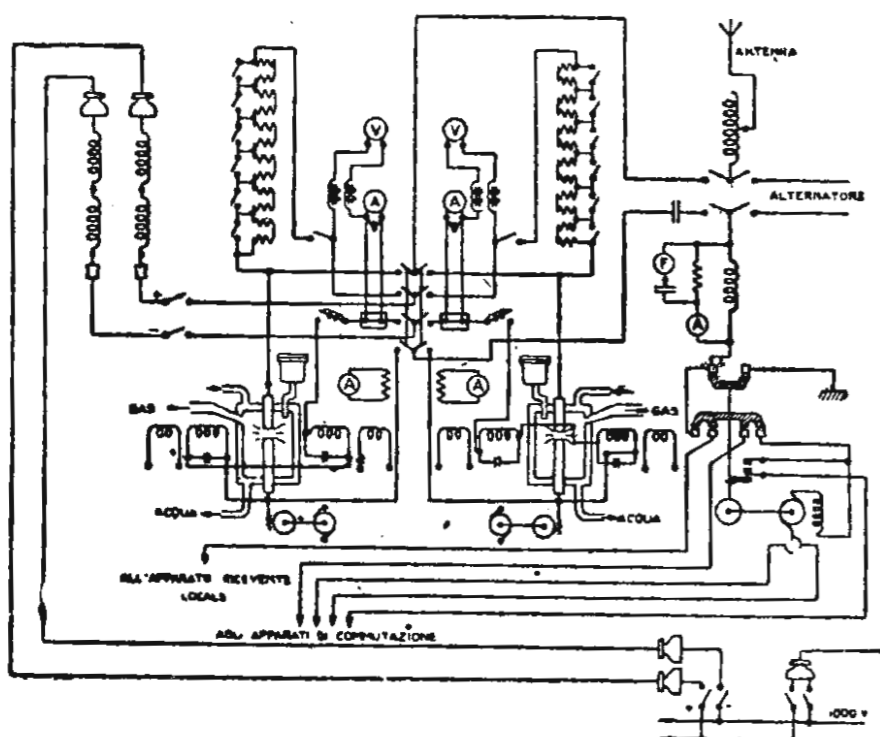 ANTENNA
V
V
A
A
ALTERNATORE
F
A
+
-
A
A
GAS
GAS
ACQUA
ACQUA
ALL'APPARATO RICEVENTE
LOCALE
AGLI APPARATI DI COMMUTAZIONE
+
-
1000 V